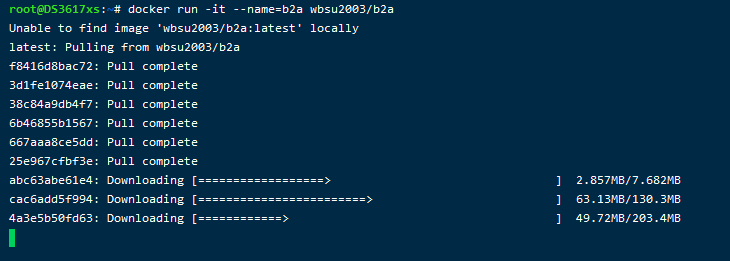 root@DS3617xs:~# docker run -it --name=b2a wbsu2003/b2a
Unable to find image 'wbsu2003/b2a:latest' locally
latest: Pulling from wbsu2003/b2a
f8416d8bac72: Pull complete
3d1fe1074eae: Pull complete
38c84a9db4f7: Pull complete
6b46855b1567: Pull complete
667aaa8ce5dd: Pull complete
25e967cfbf3e: Pull complete
abc63abe61e4: Downloading [==================>                                ]  2.857MB/7.682MB
cac6add5f994: Downloading [========================>                          ]  63.13MB/130.3MB
4a3e5b50fd63: Downloading [============>                                      ]  49.72MB/203.4MB